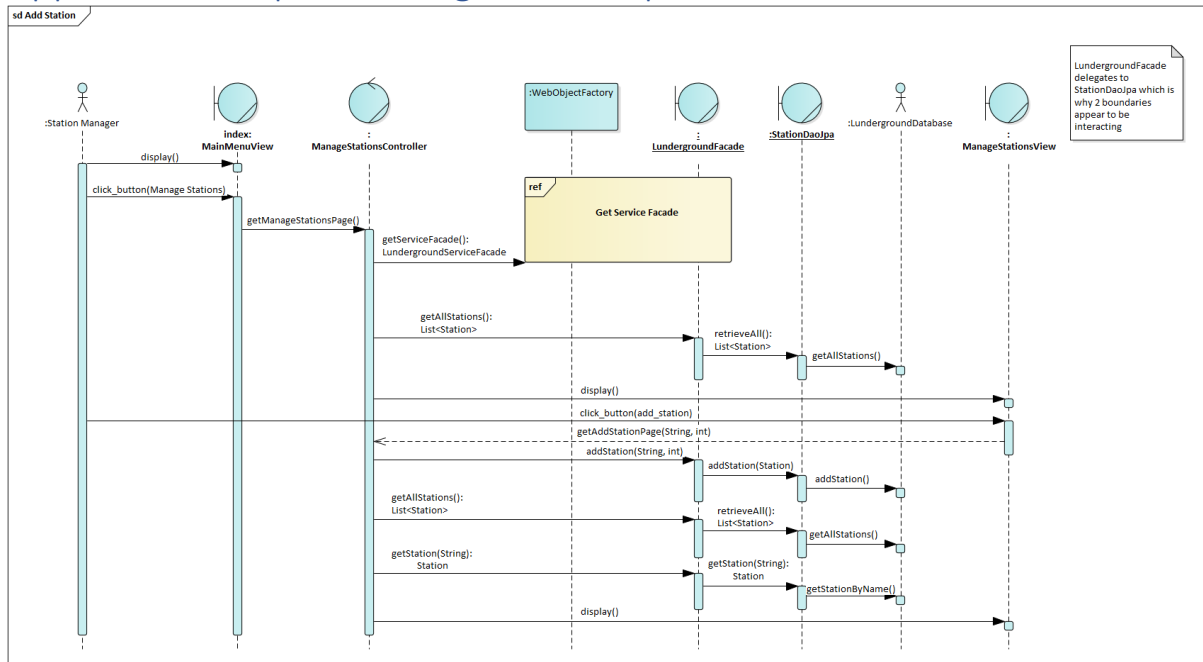 sd Add Station
LundergroundFacade
delegates to
StationDaoJpa which is
why 2 boundaries
appear to be
interacting
:Station Manager
index:
MainMenuView
:
ManageStationsController
:WebObjectFactory
:
LundergroundFacade
:StationDaoJpa
:LundergroundDatabase
:
ManageStationsView
display()
click_button(Manage Stations)
ref
Get Service Facade
getManageStationsPage()
getServiceFacade():
LundergroundServiceFacade
getAllStations():
List<Station>
retrieveAll():
List<Station>
getAllStations()
display()
click_button(add_station)
getAddStationPage(String, int)
addStation(String, int)
addStation(Station)
addStation()
getAllStations():
List<Station>
retrieveAll():
List<Station>
getAllStations()
getStation(String):
Station
getStation(String):
Station
getStationByName()
display()